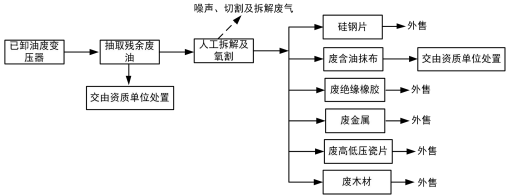 噪声、切割及拆解废气
已卸油废变
压器
抽取残余废
油
人工拆解及
氧割
交由资质单位处置
硅钢片
外售
废含油抹布
交由资质单位处置
废绝缘橡胶
外售
废金属
外售
废高低压瓷片
外售
废木材
外售